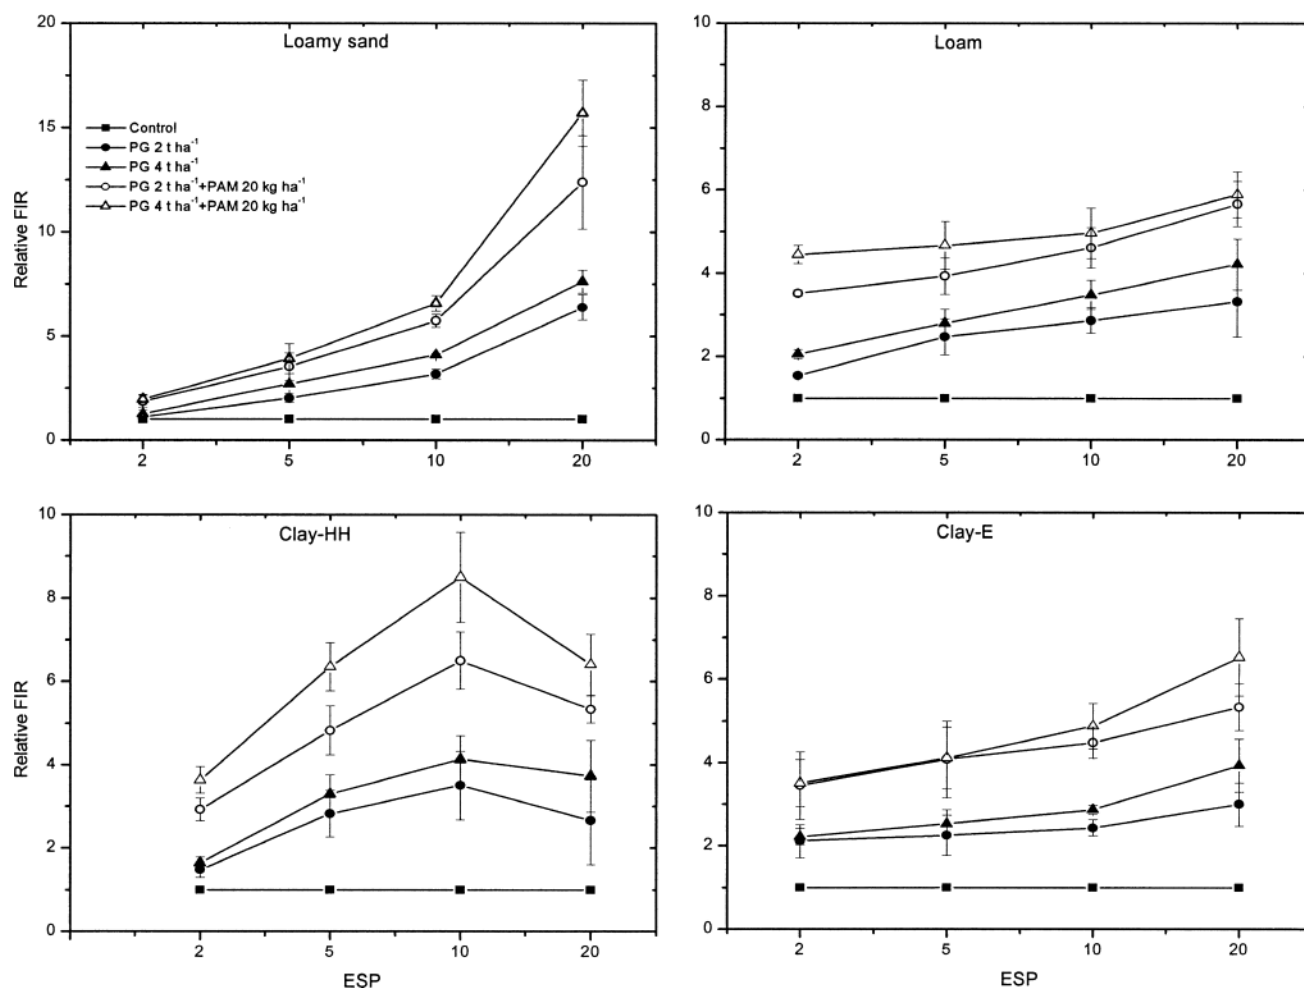 Loamy sand
Relative FIR
20
15
10
5
0
Control
PG 2 t ha⁻¹
PG 4 t ha⁻¹
PG 2 t ha⁻¹+PAM 20 kg ha⁻¹
PG 4 t ha⁻¹+PAM 20 kg ha⁻¹
2 5 10 20
Loam
10
8
6
4
2
0
2 5 10 20
Clay-HH
Relative FIR
10
8
6
4
2
0
2 5 10 20
ESP
Clay-E
10
8
6
4
2
0
2 5 10 20
ESP